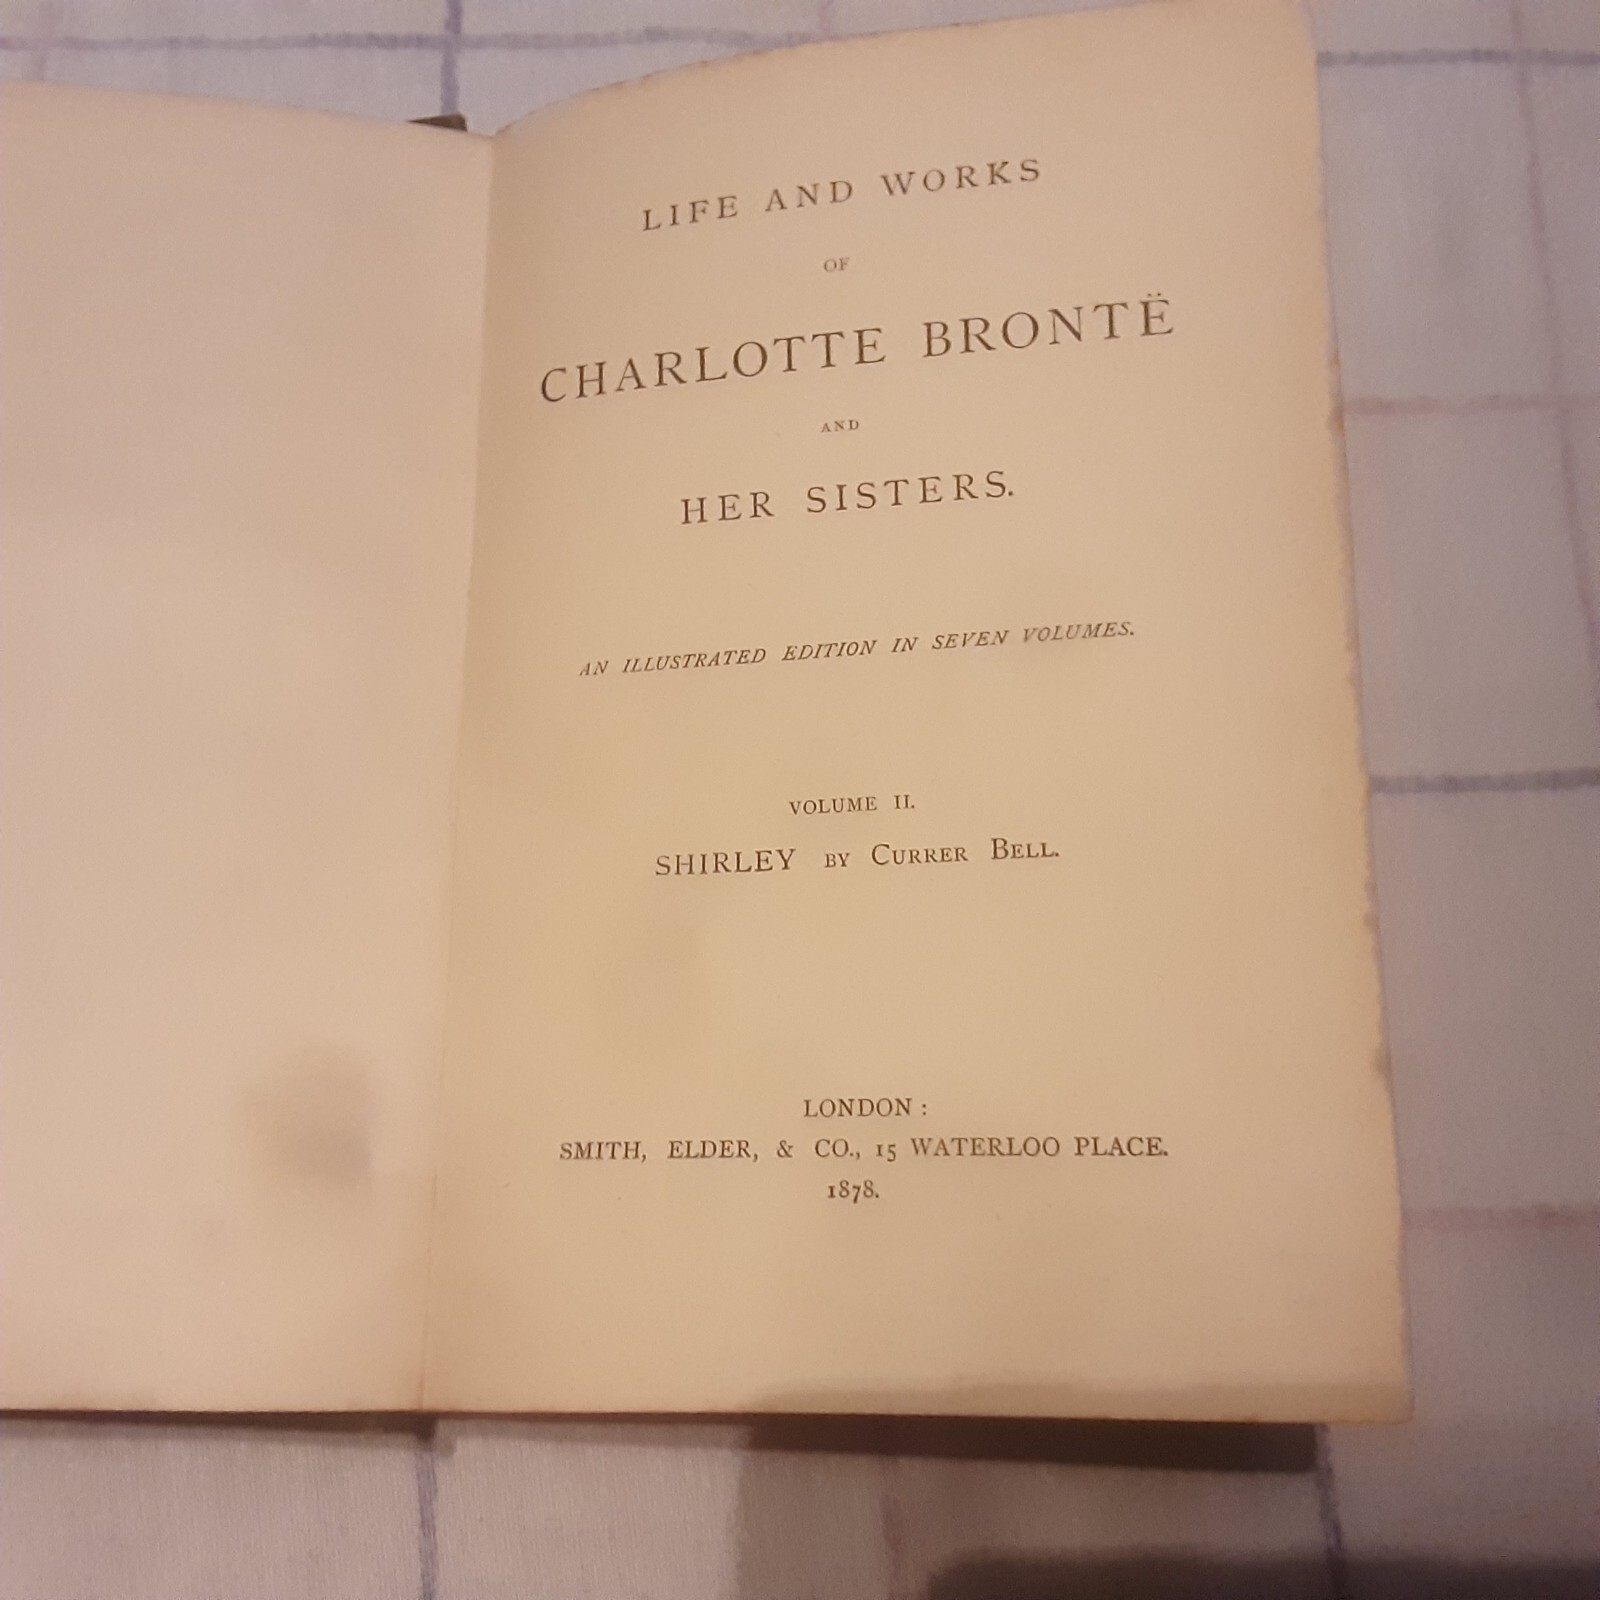 LIFE AND WORKS
OF
CHARLOTTE BRONTË
AND
HER SISTERS.
AN ILLUSTRATED EDITION IN SEVEN VOLUMES.
VOLUME II.
SHIRLEY BY CURRER BELL.
LONDON :
SMITH, ELDER, & CO., 15 WATERLOO PLACE.
1878.